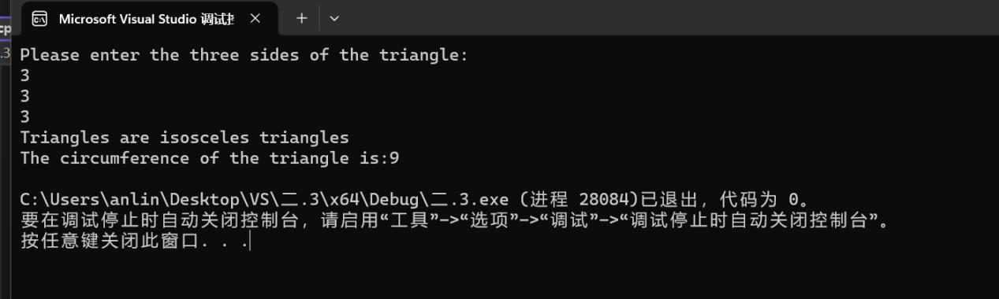 Microsoft Visual Studio 调试
cp
.3
Please enter the three sides of the triangle:
3
3
3
Triangles are isosceles triangles
The circumference of the triangle is:9
C:\Users\anlin\Desktop\VS\二.3\x64\Debug\二.3.exe (进程 28084)已退出，代码为 0。
要在调试停止时自动关闭控制台，请启用“工具”->“选项”->“调试”->“调试停止时自动关闭控制台”。
按任意键关闭此窗口. . .